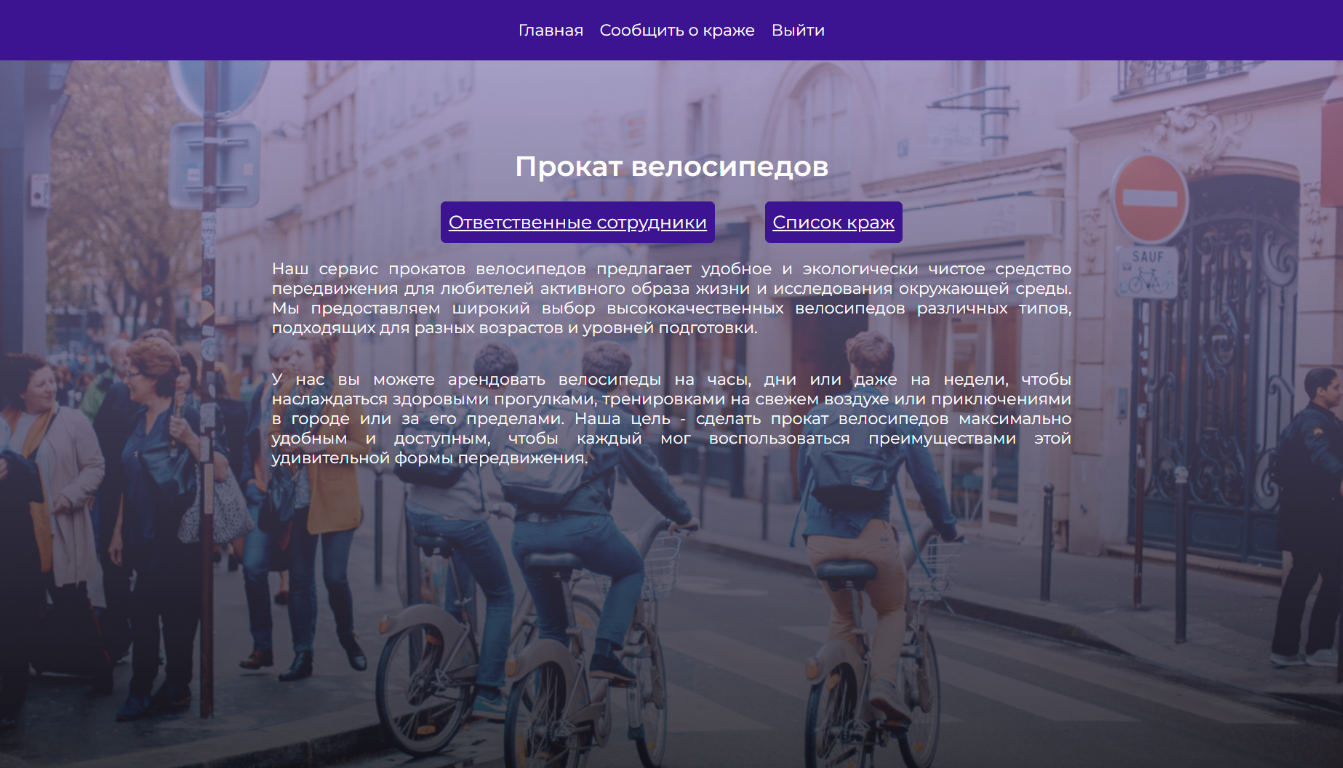 Главная Сообщить о краже Выйти
Прокат велосипедов
Ответственные сотрудники Список краж
Наш сервис прокатов велосипедов предлагает удобное и экологически чистое средство
передвижения для любителей активного образа жизни и исследования окружающей среды.
Мы предоставляем широкий выбор высококачественных велосипедов различных типов,
подходящих для разных возрастов и уровней подготовки.
У нас вы можете арендовать велосипеды на часы, дни или даже на недели, чтобы
наслаждаться здоровыми прогулками, тренировками на свежем воздухе или приключениями
в городе или за его пределами. Наша цель - сделать прокат велосипедов максимально
удобным и доступным, чтобы каждый мог воспользоваться преимуществами этой
удивительной формы передвижения.
SAUF